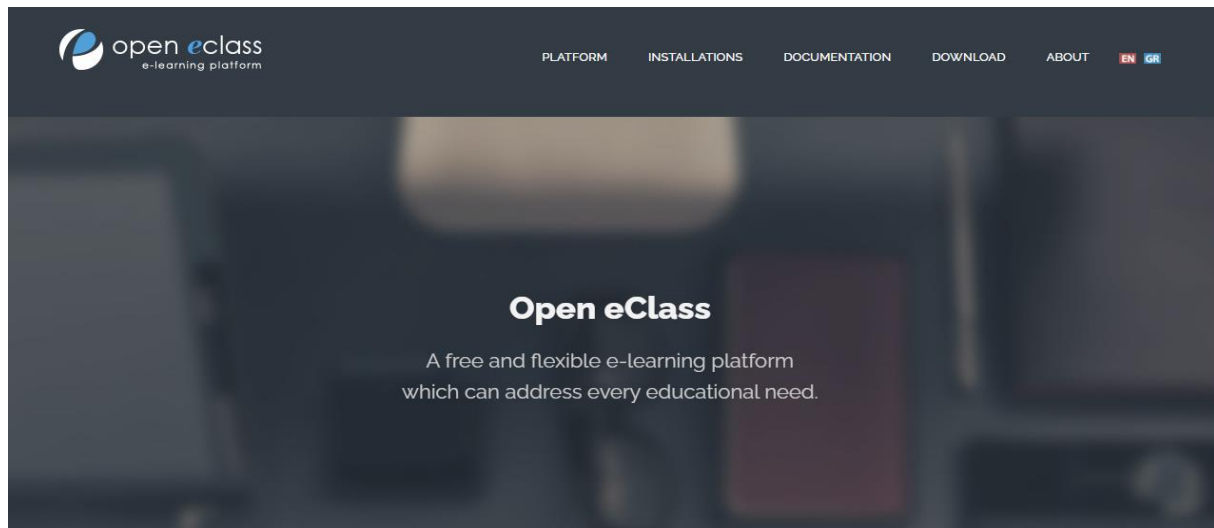 open eclass
e-learning platform
PLATFORM INSTALLATIONS DOCUMENTATION DOWNLOAD ABOUT EN GR
Open eClass
A free and flexible e-learning platform
which can address every educational need.